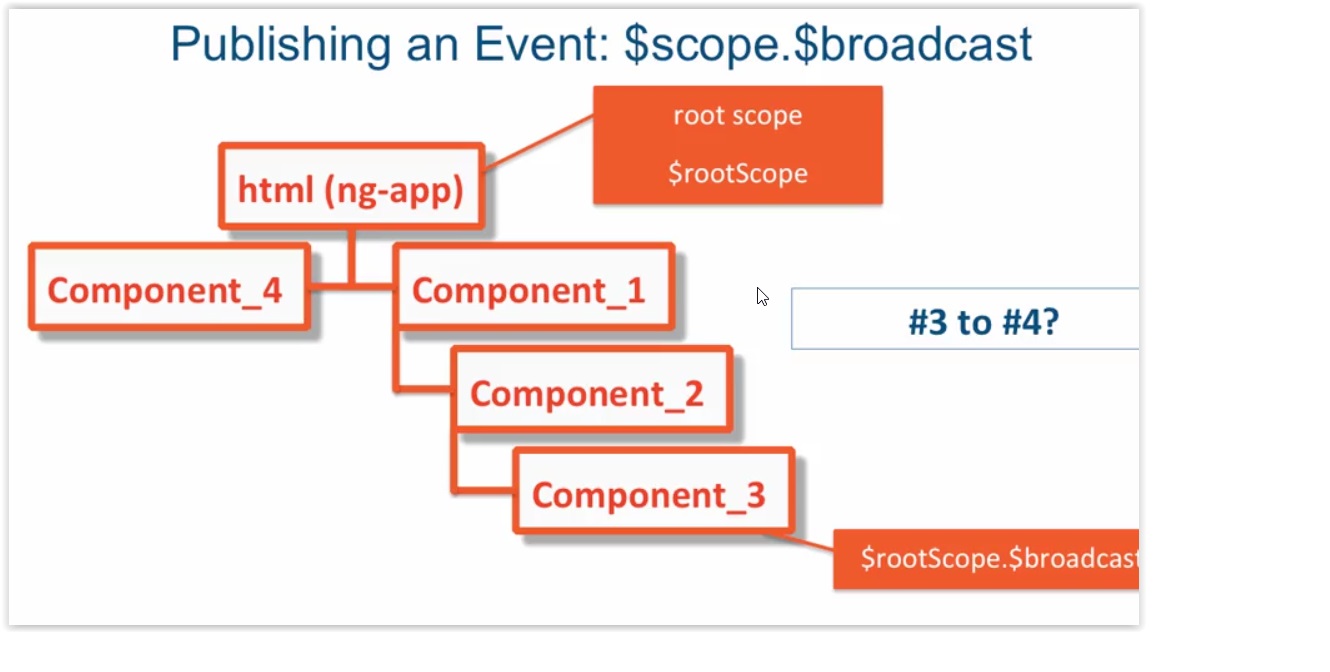 Publishing an Event: $scope.$broadcast
root scope
$rootScope
html (ng-app)
Component_4
Component_1
#3 to #4?
Component_2
Component_3
$rootScope.$broadcast